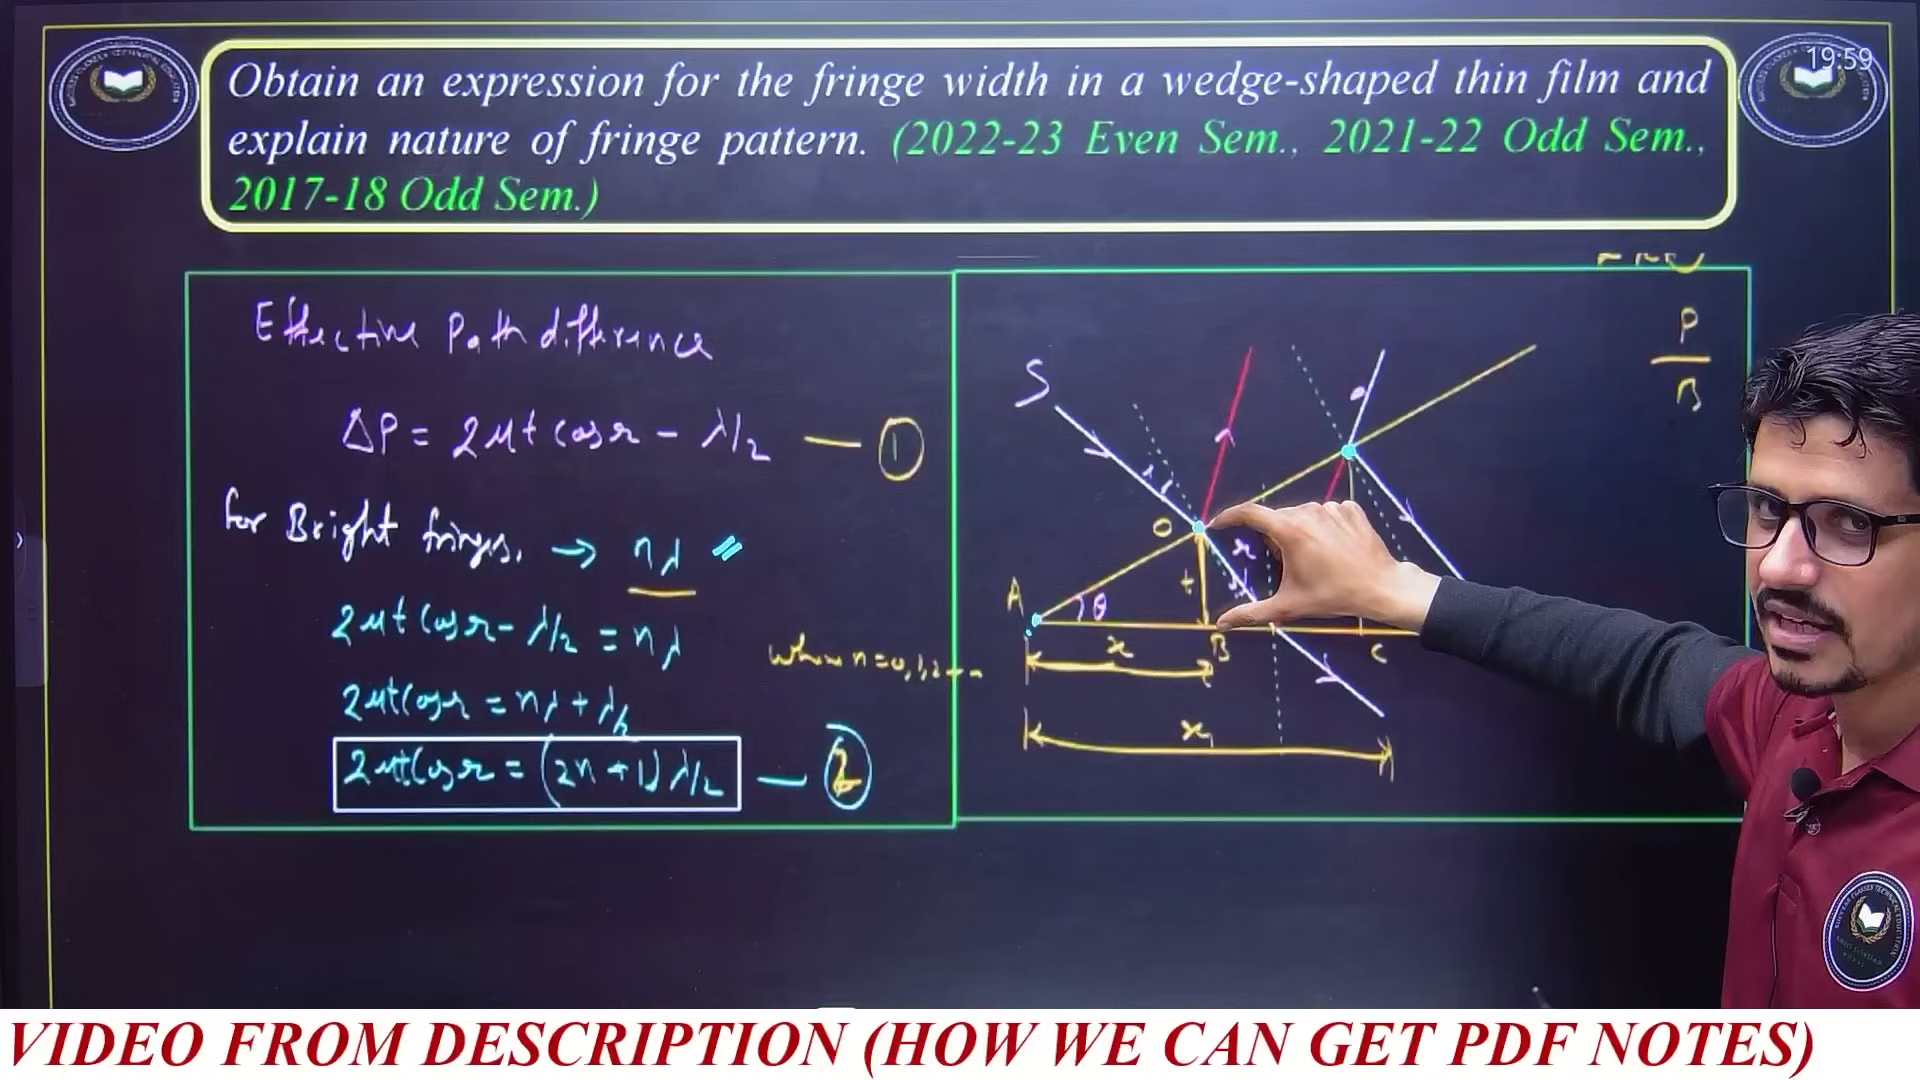 19:59
Obtain an expression for the fringe width in a wedge-shaped thin film and
explain nature of fringe pattern. (2022-23 Even Sem., 2021-22 Odd Sem.,
2017-18 Odd Sem.)
Effective Path difference
ΔP = 2μt cos r - λ/2 — ①
for Bright fringes. → nλ
2μt cos r - λ/2 = nλ
where n = 0, 1, 2
2μt cos r = nλ + λ/2
2μt cos r = (2n + 1) λ/2 — ②
P
B
S
i
O
r
t
A
θ
x
B
C
x₁
VIDEO FROM DESCRIPTION (HOW WE CAN GET PDF NOTES)